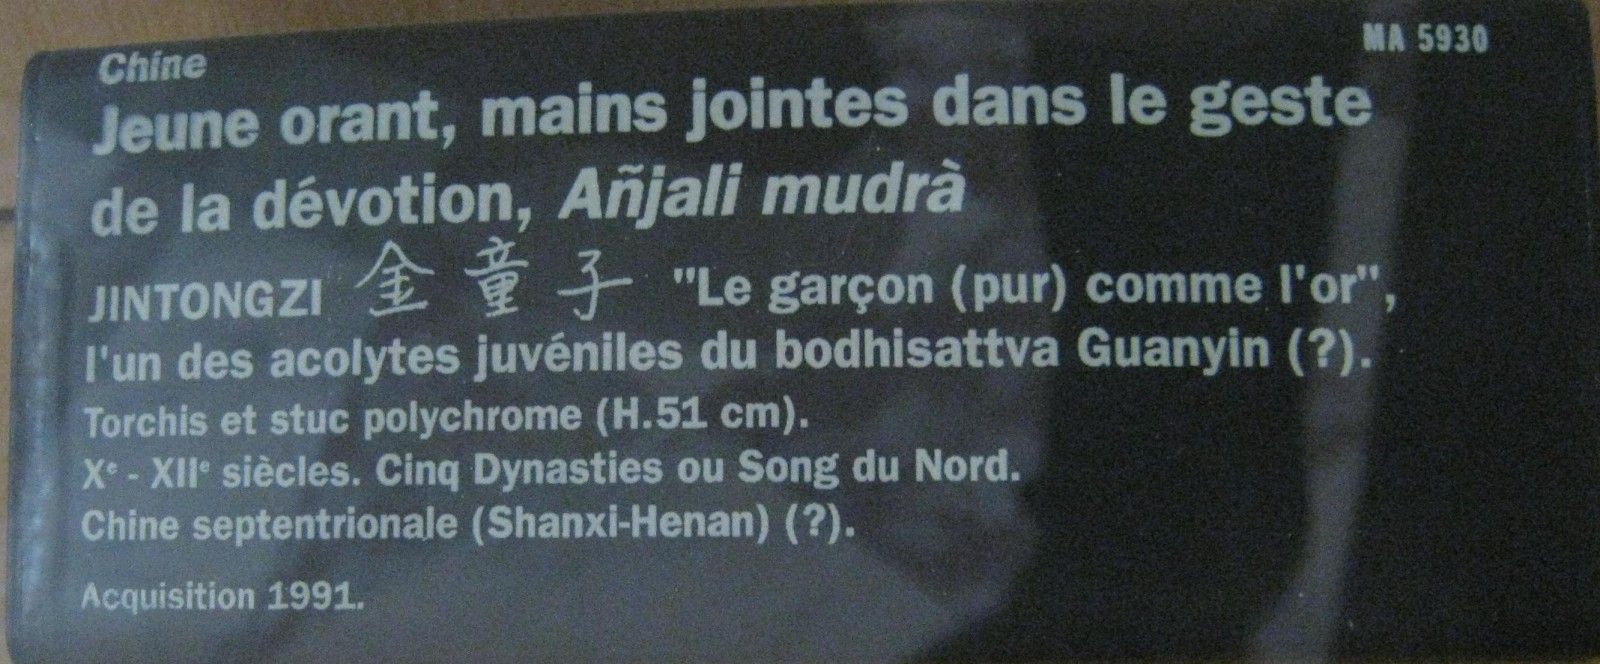 Chine
MA 5930
Jeune orant, mains jointes dans le geste
de la dévotion, Añjali mudrà
JINTONGZI 金童子 "Le garçon (pur) comme l'or",
l'un des acolytes juvéniles du bodhisattva Guanyin (?).
Torchis et stuc polychrome (H.51 cm).
Xe - XIIe siècles. Cinq Dynasties ou Song du Nord.
Chine septentrionale (Shanxi-Henan) (?).
Acquisition 1991.